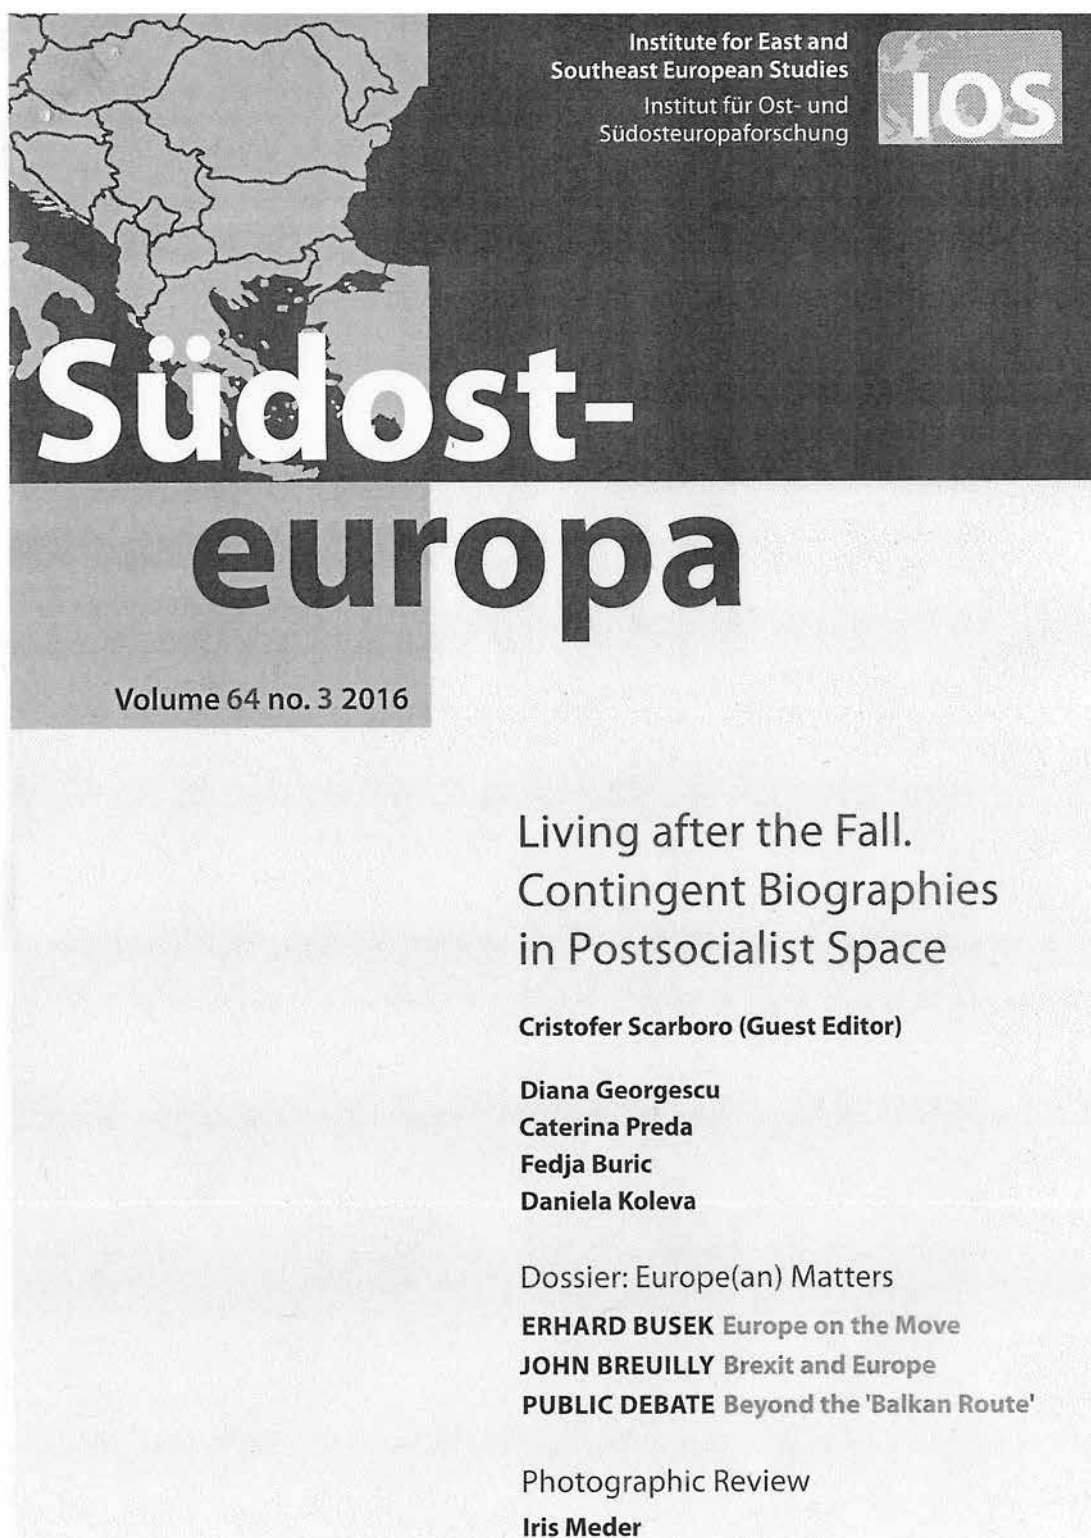 Institute for East and
Southeast European Studies
Institut für Ost- und
Südosteuropaforschung
IOS
Südost-
europa
Volume 64 no. 3 2016
Living after the Fall.
Contingent Biographies
in Postsocialist Space
Cristofer Scarboro (Guest Editor)
Diana Georgescu
Caterina Preda
Fedja Buric
Daniela Koleva
Dossier: Europe(an) Matters
ERHARD BUSEK Europe on the Move
JOHN BREUILLY Brexit and Europe
PUBLIC DEBATE Beyond the 'Balkan Route'
Photographic Review
Iris Meder